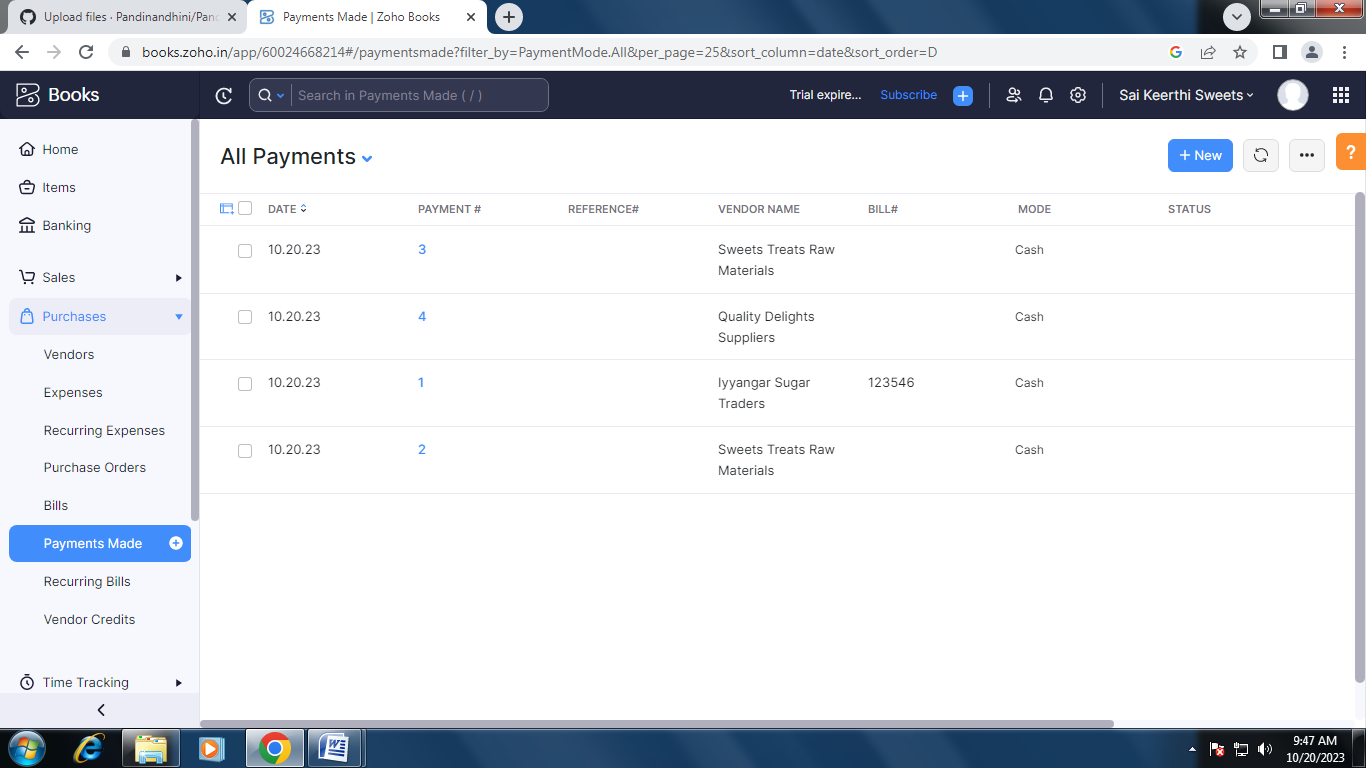 Upload files · Pandinandhini/Pand
Payments Made | Zoho Books
books.zoho.in/app/60024668214#/paymentsmade?filter_by=PaymentMode.All&per_page=25&sort_column=date&sort_order=D
Books
Search in Payments Made ( / )
Trial expire...
Subscribe
Sai Keerthi Sweets
Home
Items
Banking
Sales
Purchases
Vendors
Expenses
Recurring Expenses
Purchase Orders
Bills
Payments Made
Recurring Bills
Vendor Credits
Time Tracking
All Payments
+ New
?
DATE PAYMENT # REFERENCE# VENDOR NAME BILL# MODE STATUS
10.20.23 3 Sweets Treats Raw Cash
Materials
10.20.23 4 Quality Delights Cash
Suppliers
10.20.23 1 Iyyangar Sugar 123546 Cash
Traders
10.20.23 2 Sweets Treats Raw Cash
Materials
9:47 AM
10/20/2023